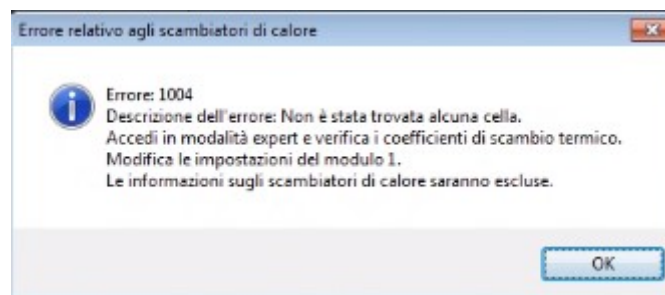 Errore relativo agli scambiatori di calore
Errore: 1004
Descrizione dell'errore: Non è stata trovata alcuna cella.
Accedi in modalità expert e verifica i coefficienti di scambio termico.
Modifica le impostazioni del modulo 1.
Le informazioni sugli scambiatori di calore saranno escluse.
OK